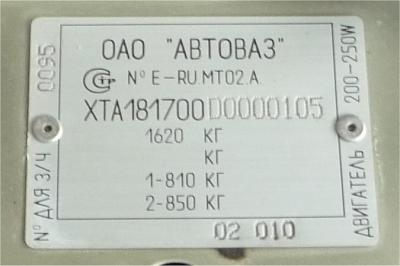 ОАО "АВТОВАЗ"
№ E-RU.МТ02.А.
XTA181700D0000105
1620 КГ
КГ
1-810 КГ
2-850 КГ
02 010
№ ДЛЯ З/Ч 0095
ДВИГАТЕЛЬ 200-250W